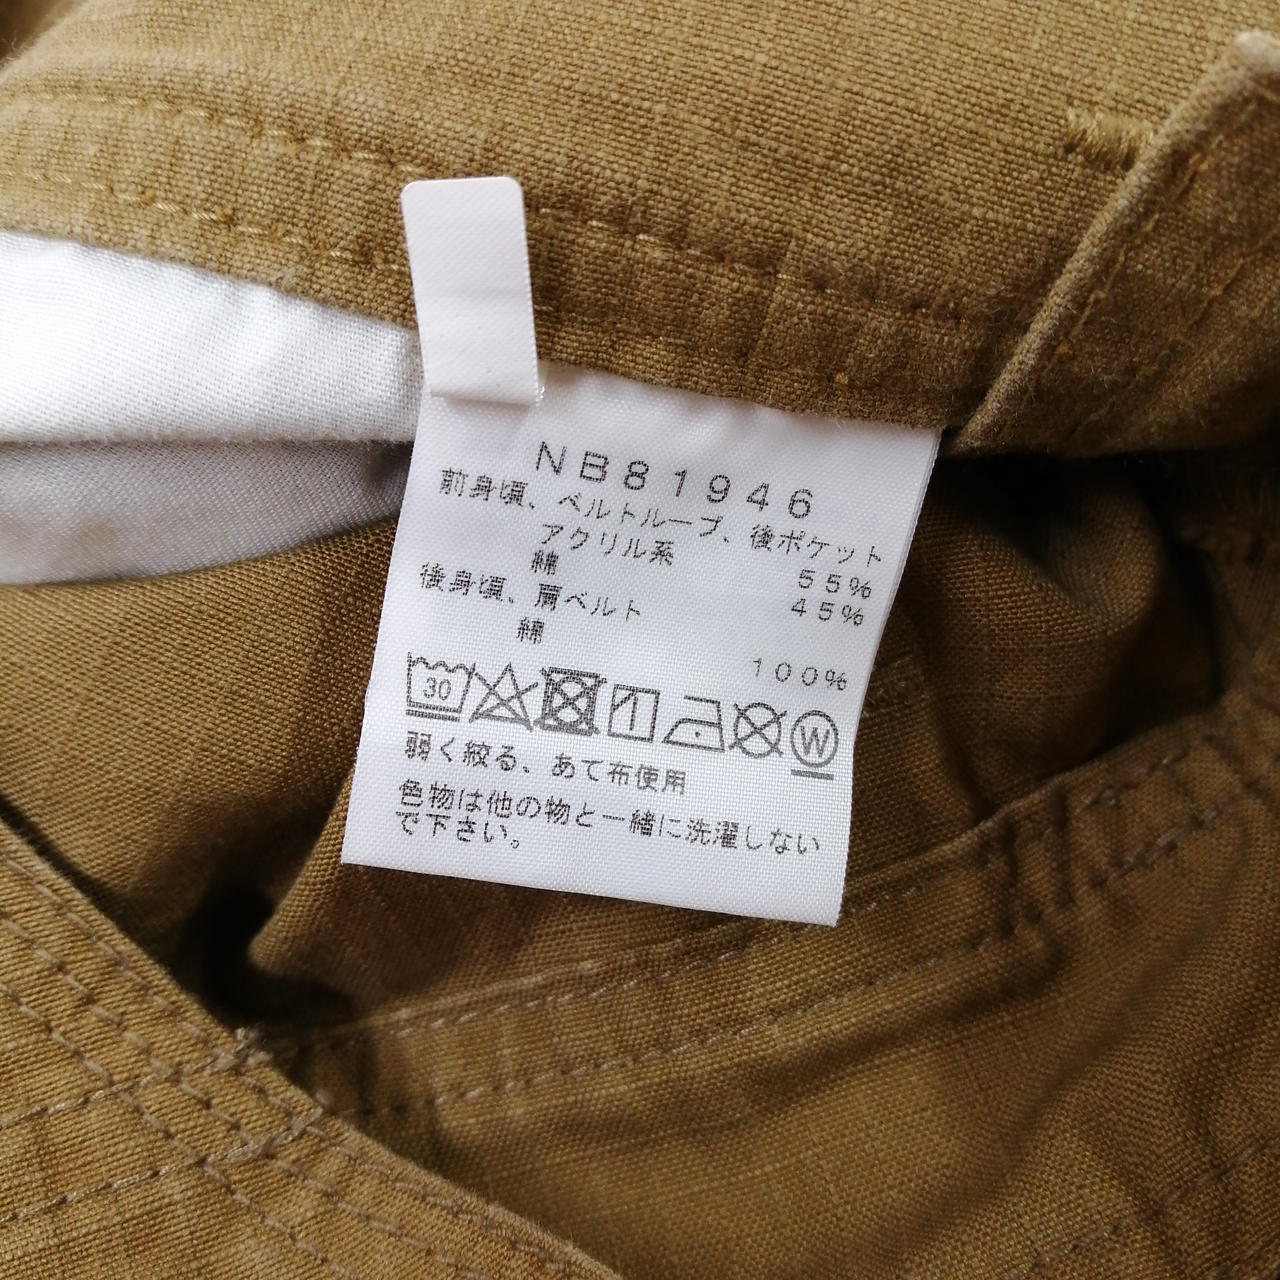 NB81946
前身頃、ベルトループ、後ポケット
アクリル系 55%
綿 45%
後身頃、肩ベルト
綿 100%
30 W
弱く絞る、あて布使用
色物は他の物と一緒に洗濯しない
で下さい。